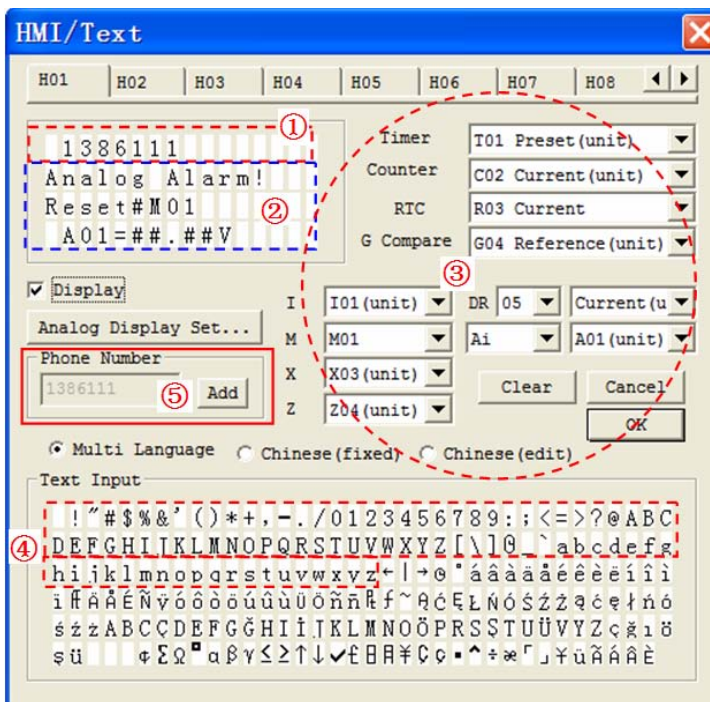 HMI/Text
H01 H02 H03 H04 H05 H06 H07 H08
①
1386111
Analog Alarm!
Reset#M01
②
A01=##.##V
Timer T01 Preset(unit)
Counter C02 Current(unit)
RTC R03 Current
G Compare G04 Reference(unit)
③
Display
Analog Display Set...
I I01(unit) DR 05 Current(u
M M01 Ai A01(unit)
X X03(unit)
Z Z04(unit)
Clear Cancel
OK
Phone Number
1386111 ⑤ Add
Multi Language Chinese(fixed) Chinese(edit)
Text Input
④
!"#$%&'()*+,-./0123456789:;<=>?@ABC
DEFGHIJKLMNOPQRSTUVWXYZ[\]^_`abcdefg
hijklmnopqrstuvwxyz